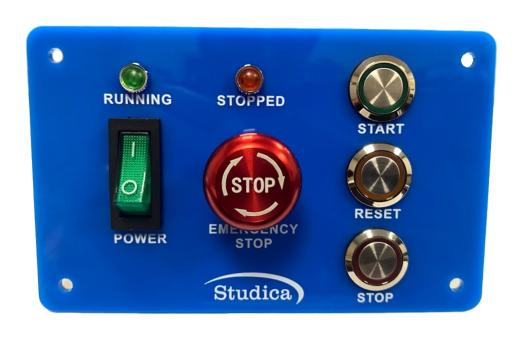 RUNNING
STOPPED
START
I
O
POWER
STOP
EMERGENCY
STOP
RESET
STOP
Studica